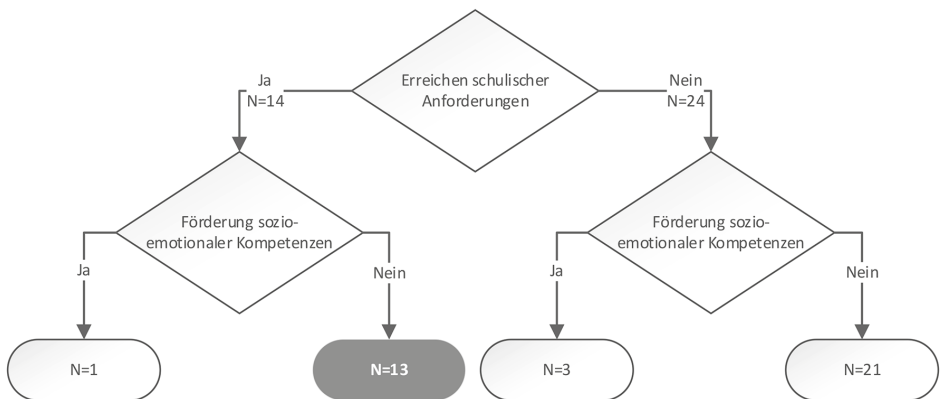 Erreichen schulischer
Anforderungen
Ja
N=14
Nein
N=24
Förderung sozio-
emotionaler Kompetenzen
Förderung sozio-
emotionaler Kompetenzen
Ja
Nein
Ja
Nein
N=1
N=13
N=3
N=21